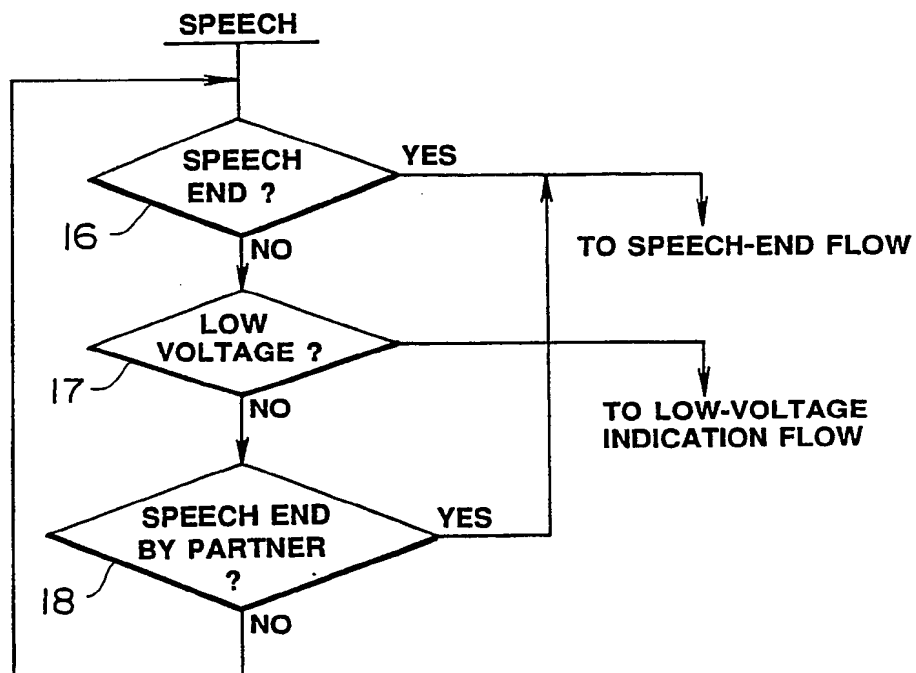 SPEECH
SPEECH
END ?
YES
16
NO
TO SPEECH-END FLOW
LOW
VOLTAGE ?
17
NO
TO LOW-VOLTAGE
INDICATION FLOW
SPEECH END
BY PARTNER
?
YES
18
NO